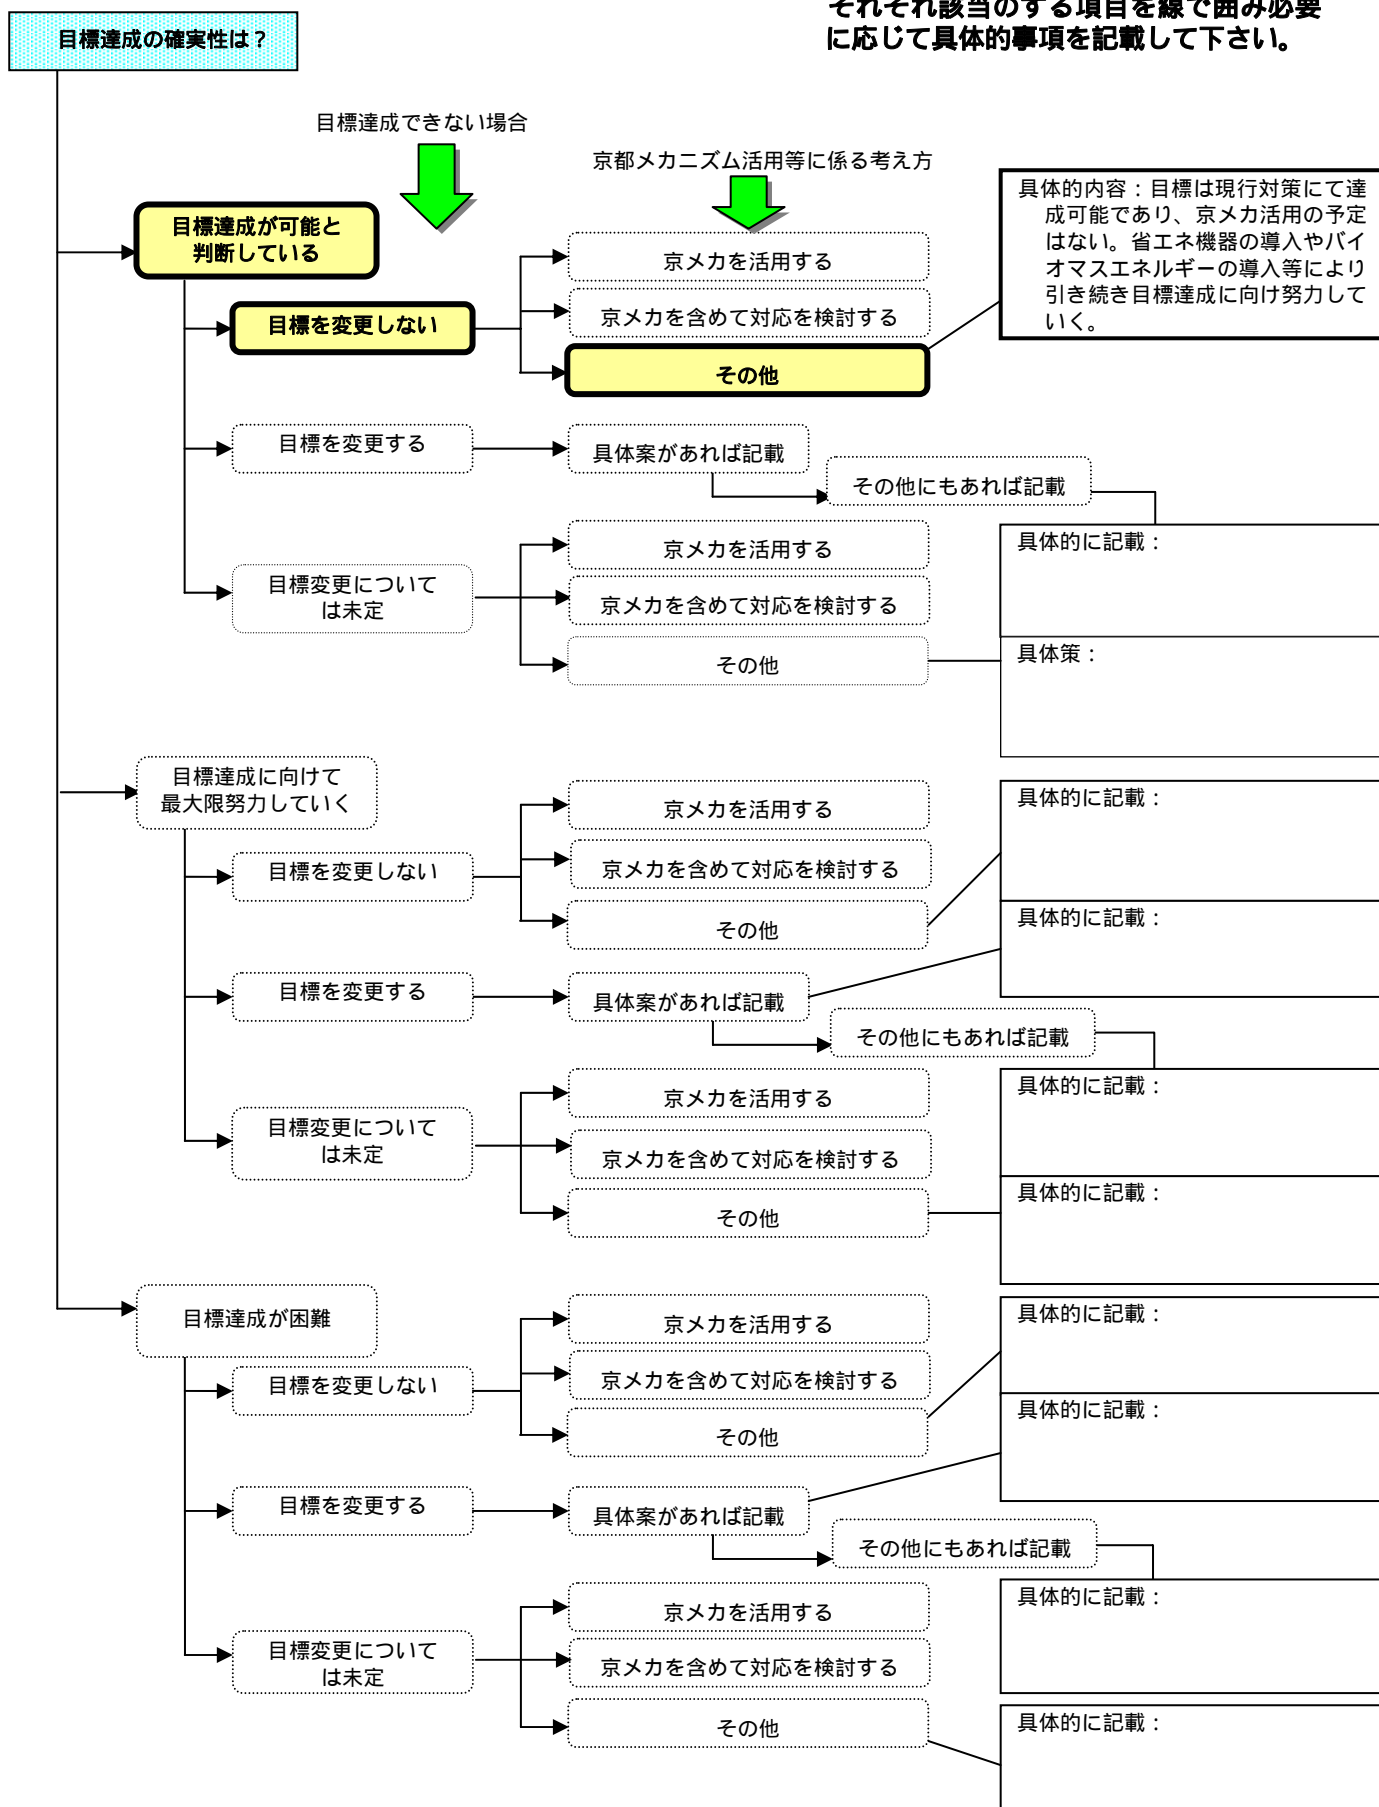 それぞれ該当のする項目を線で囲み必要
に応じて具体的事項を記載して下さい。
目標達成の確実性は？
目標達成できない場合
京都メカニズム活用等に係る考え方
目標達成が可能と
判断している
目標を変更しない
京メカを活用する
京メカを含めて対応を検討する
その他
具体的内容：目標は現行対策にて達
成可能であり、京メカ活用の予定
はない。省エネ機器の導入やバイ
オマスエネルギーの導入等により
引き続き目標達成に向け努力して
いく。
目標を変更する
具体案があれば記載
その他にもあれば記載
具体的に記載：
目標変更について
は未定
京メカを活用する
京メカを含めて対応を検討する
その他
具体策：
目標達成に向けて
最大限努力していく
目標を変更しない
京メカを活用する
京メカを含めて対応を検討する
その他
具体的に記載：
目標を変更する
具体案があれば記載
具体的に記載：
その他にもあれば記載
具体的に記載：
目標変更について
は未定
京メカを活用する
京メカを含めて対応を検討する
その他
具体的に記載：
目標達成が困難
目標を変更しない
京メカを活用する
京メカを含めて対応を検討する
その他
具体的に記載：
目標を変更する
具体案があれば記載
具体的に記載：
その他にもあれば記載
具体的に記載：
目標変更について
は未定
京メカを活用する
京メカを含めて対応を検討する
その他
具体的に記載：